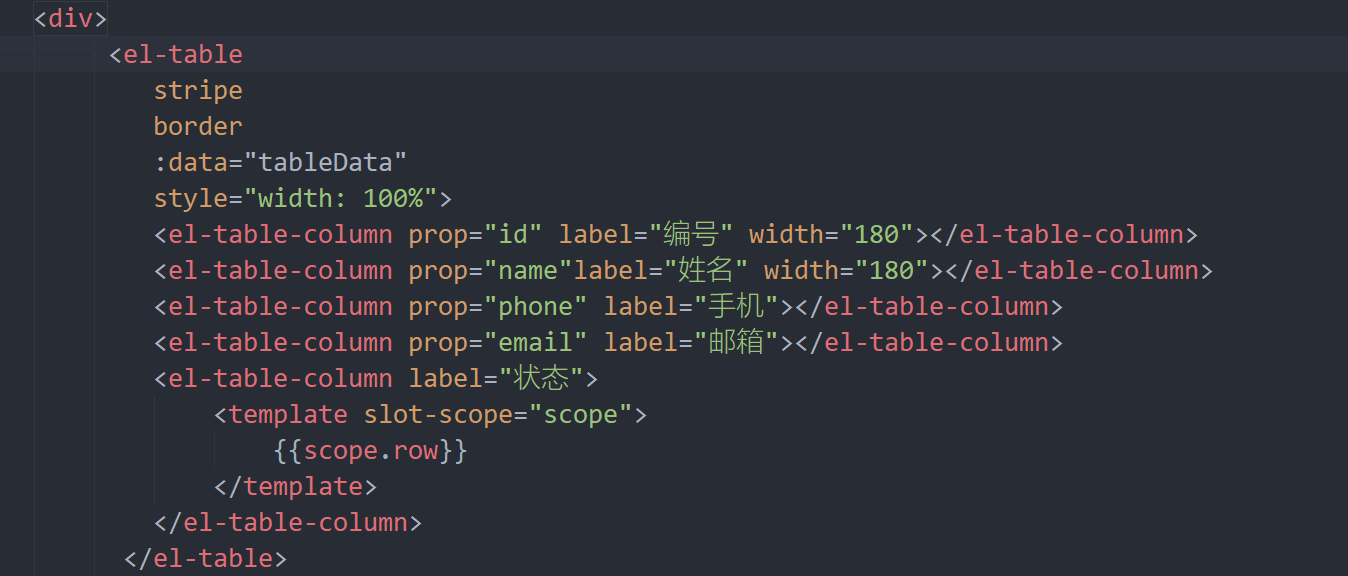 <div>
<el-table
stripe
border
:data="tableData"
style="width: 100%">
<el-table-column prop="id" label="编号" width="180"></el-table-column>
<el-table-column prop="name"label="姓名" width="180"></el-table-column>
<el-table-column prop="phone" label="手机"></el-table-column>
<el-table-column prop="email" label="邮箱"></el-table-column>
<el-table-column label="状态">
<template slot-scope="scope">
{{scope.row}}
</template>
</el-table-column>
</el-table>